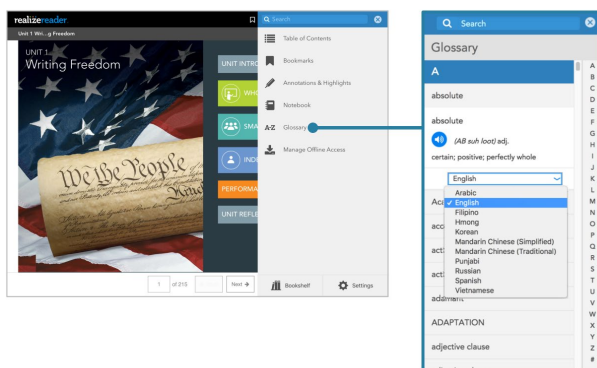 realizereader
Search
Unit 1 Wri...g Freedom
UNIT 1
Writing Freedom
UNIT INTRO
WHO
SMA
INDI
PERFORMA
UNIT REFLE
We the People
Table of Contents
Bookmarks
Annotations & Highlights
Notebook
A-Z Glossary
Manage Offline Access
1 of 215
Next →
Bookshelf
Settings
Search
Glossary
A
absolute
absolute
(AB suh loot) adj.
certain; positive; perfectly whole
English
Arabic
✓ English
Filipino
Hmong
Korean
Mandarin Chinese (Simplified)
Mandarin Chinese (Traditional)
Punjabi
Russian
Spanish
Vietnamese
adamant
ADAPTATION
adjective clause
A
B
C
D
E
F
G
H
I
J
K
L
M
N
O
P
Q
R
S
T
U
V
W
X
Y
Z
#